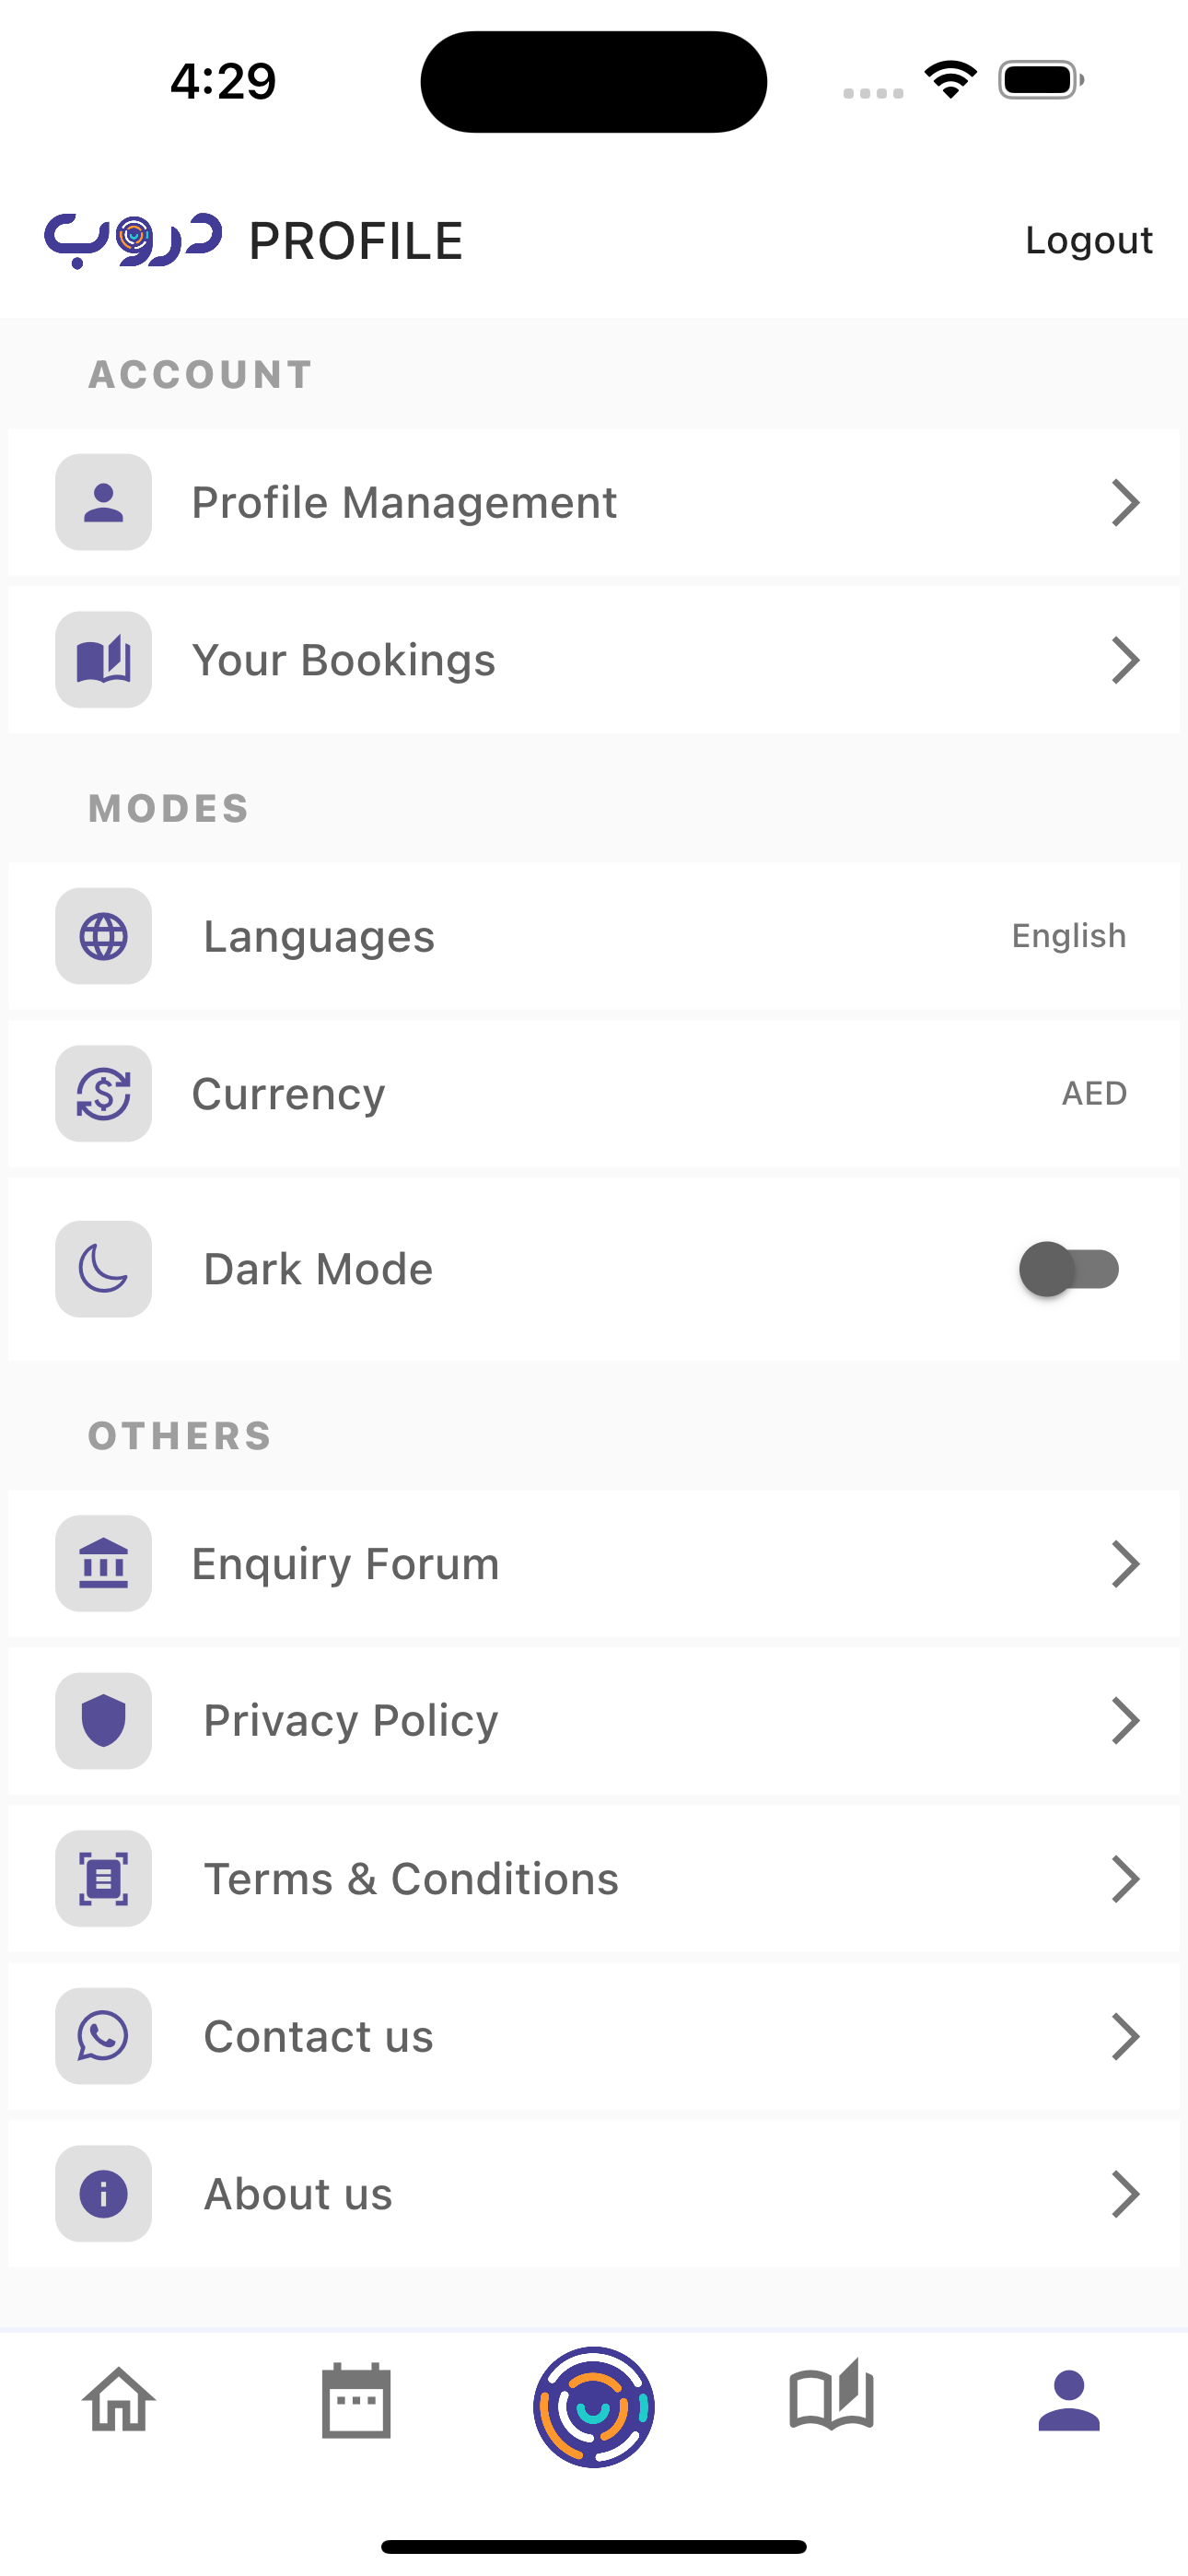 4:29
دروب PROFILE Logout
ACCOUNT
Profile Management
Your Bookings
MODES
Languages English
Currency AED
Dark Mode
OTHERS
Enquiry Forum
Privacy Policy
Terms & Conditions
Contact us
About us